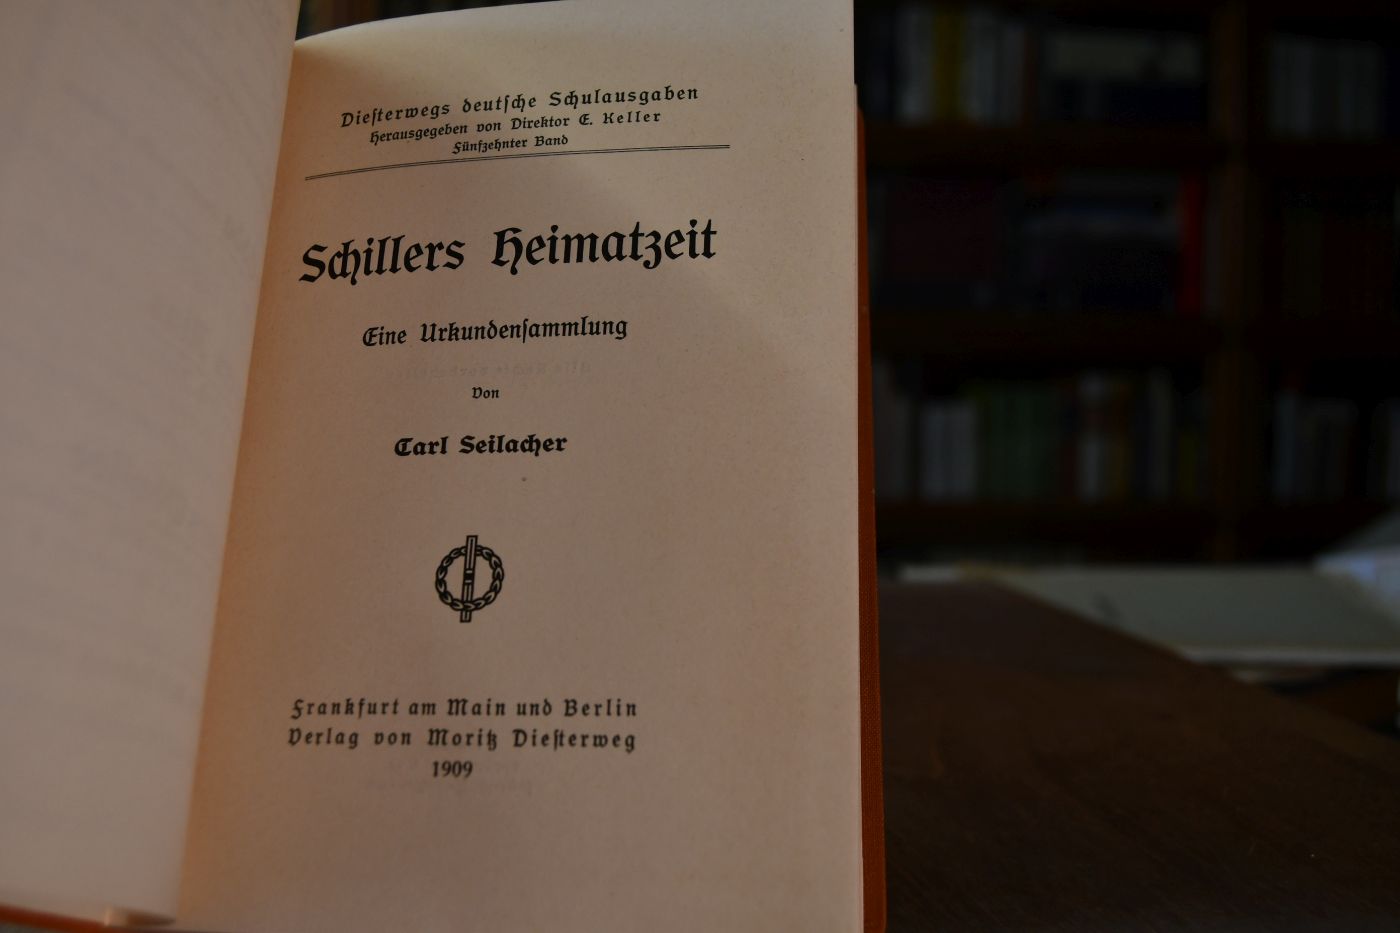 Diesterwegs deutsche Schulausgaben
Herausgegeben von Direktor E. Keller
Fünfzehnter Band
Schillers Heimatzeit
Eine Urkundensammlung
Von
Carl Seilacher
Frankfurt am Main und Berlin
Verlag von Moritz Diesterweg
1909